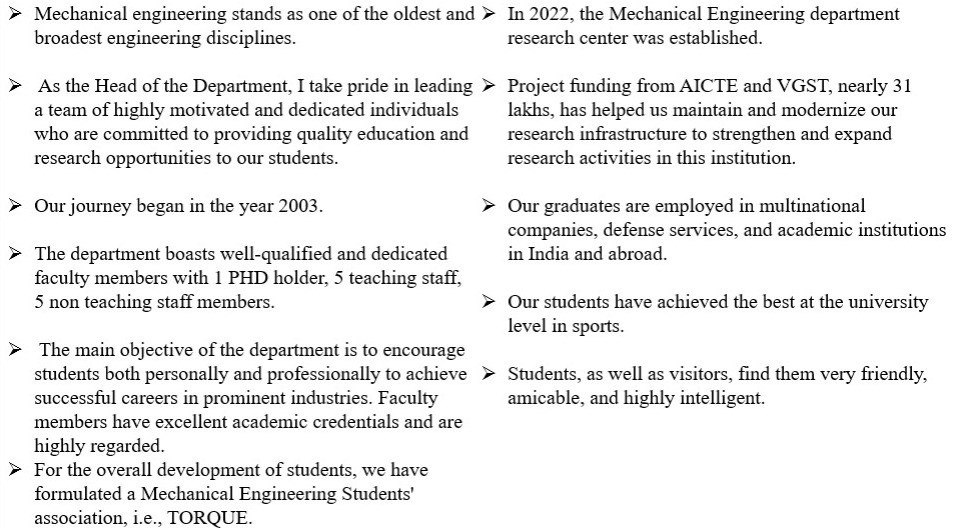 ➢ Mechanical engineering stands as one of the oldest and
broadest engineering disciplines.
➢ As the Head of the Department, I take pride in leading
a team of highly motivated and dedicated individuals
who are committed to providing quality education and
research opportunities to our students.
➢ Our journey began in the year 2003.
➢ The department boasts well-qualified and dedicated
faculty members with 1 PHD holder, 5 teaching staff,
5 non teaching staff members.
➢ The main objective of the department is to encourage
students both personally and professionally to achieve
successful careers in prominent industries. Faculty
members have excellent academic credentials and are
highly regarded.
➢ For the overall development of students, we have
formulated a Mechanical Engineering Students'
association, i.e., TORQUE.
➢ In 2022, the Mechanical Engineering department
research center was established.
➢ Project funding from AICTE and VGST, nearly 31
lakhs, has helped us maintain and modernize our
research infrastructure to strengthen and expand
research activities in this institution.
➢ Our graduates are employed in multinational
companies, defense services, and academic institutions
in India and abroad.
➢ Our students have achieved the best at the university
level in sports.
➢ Students, as well as visitors, find them very friendly,
amicable, and highly intelligent.